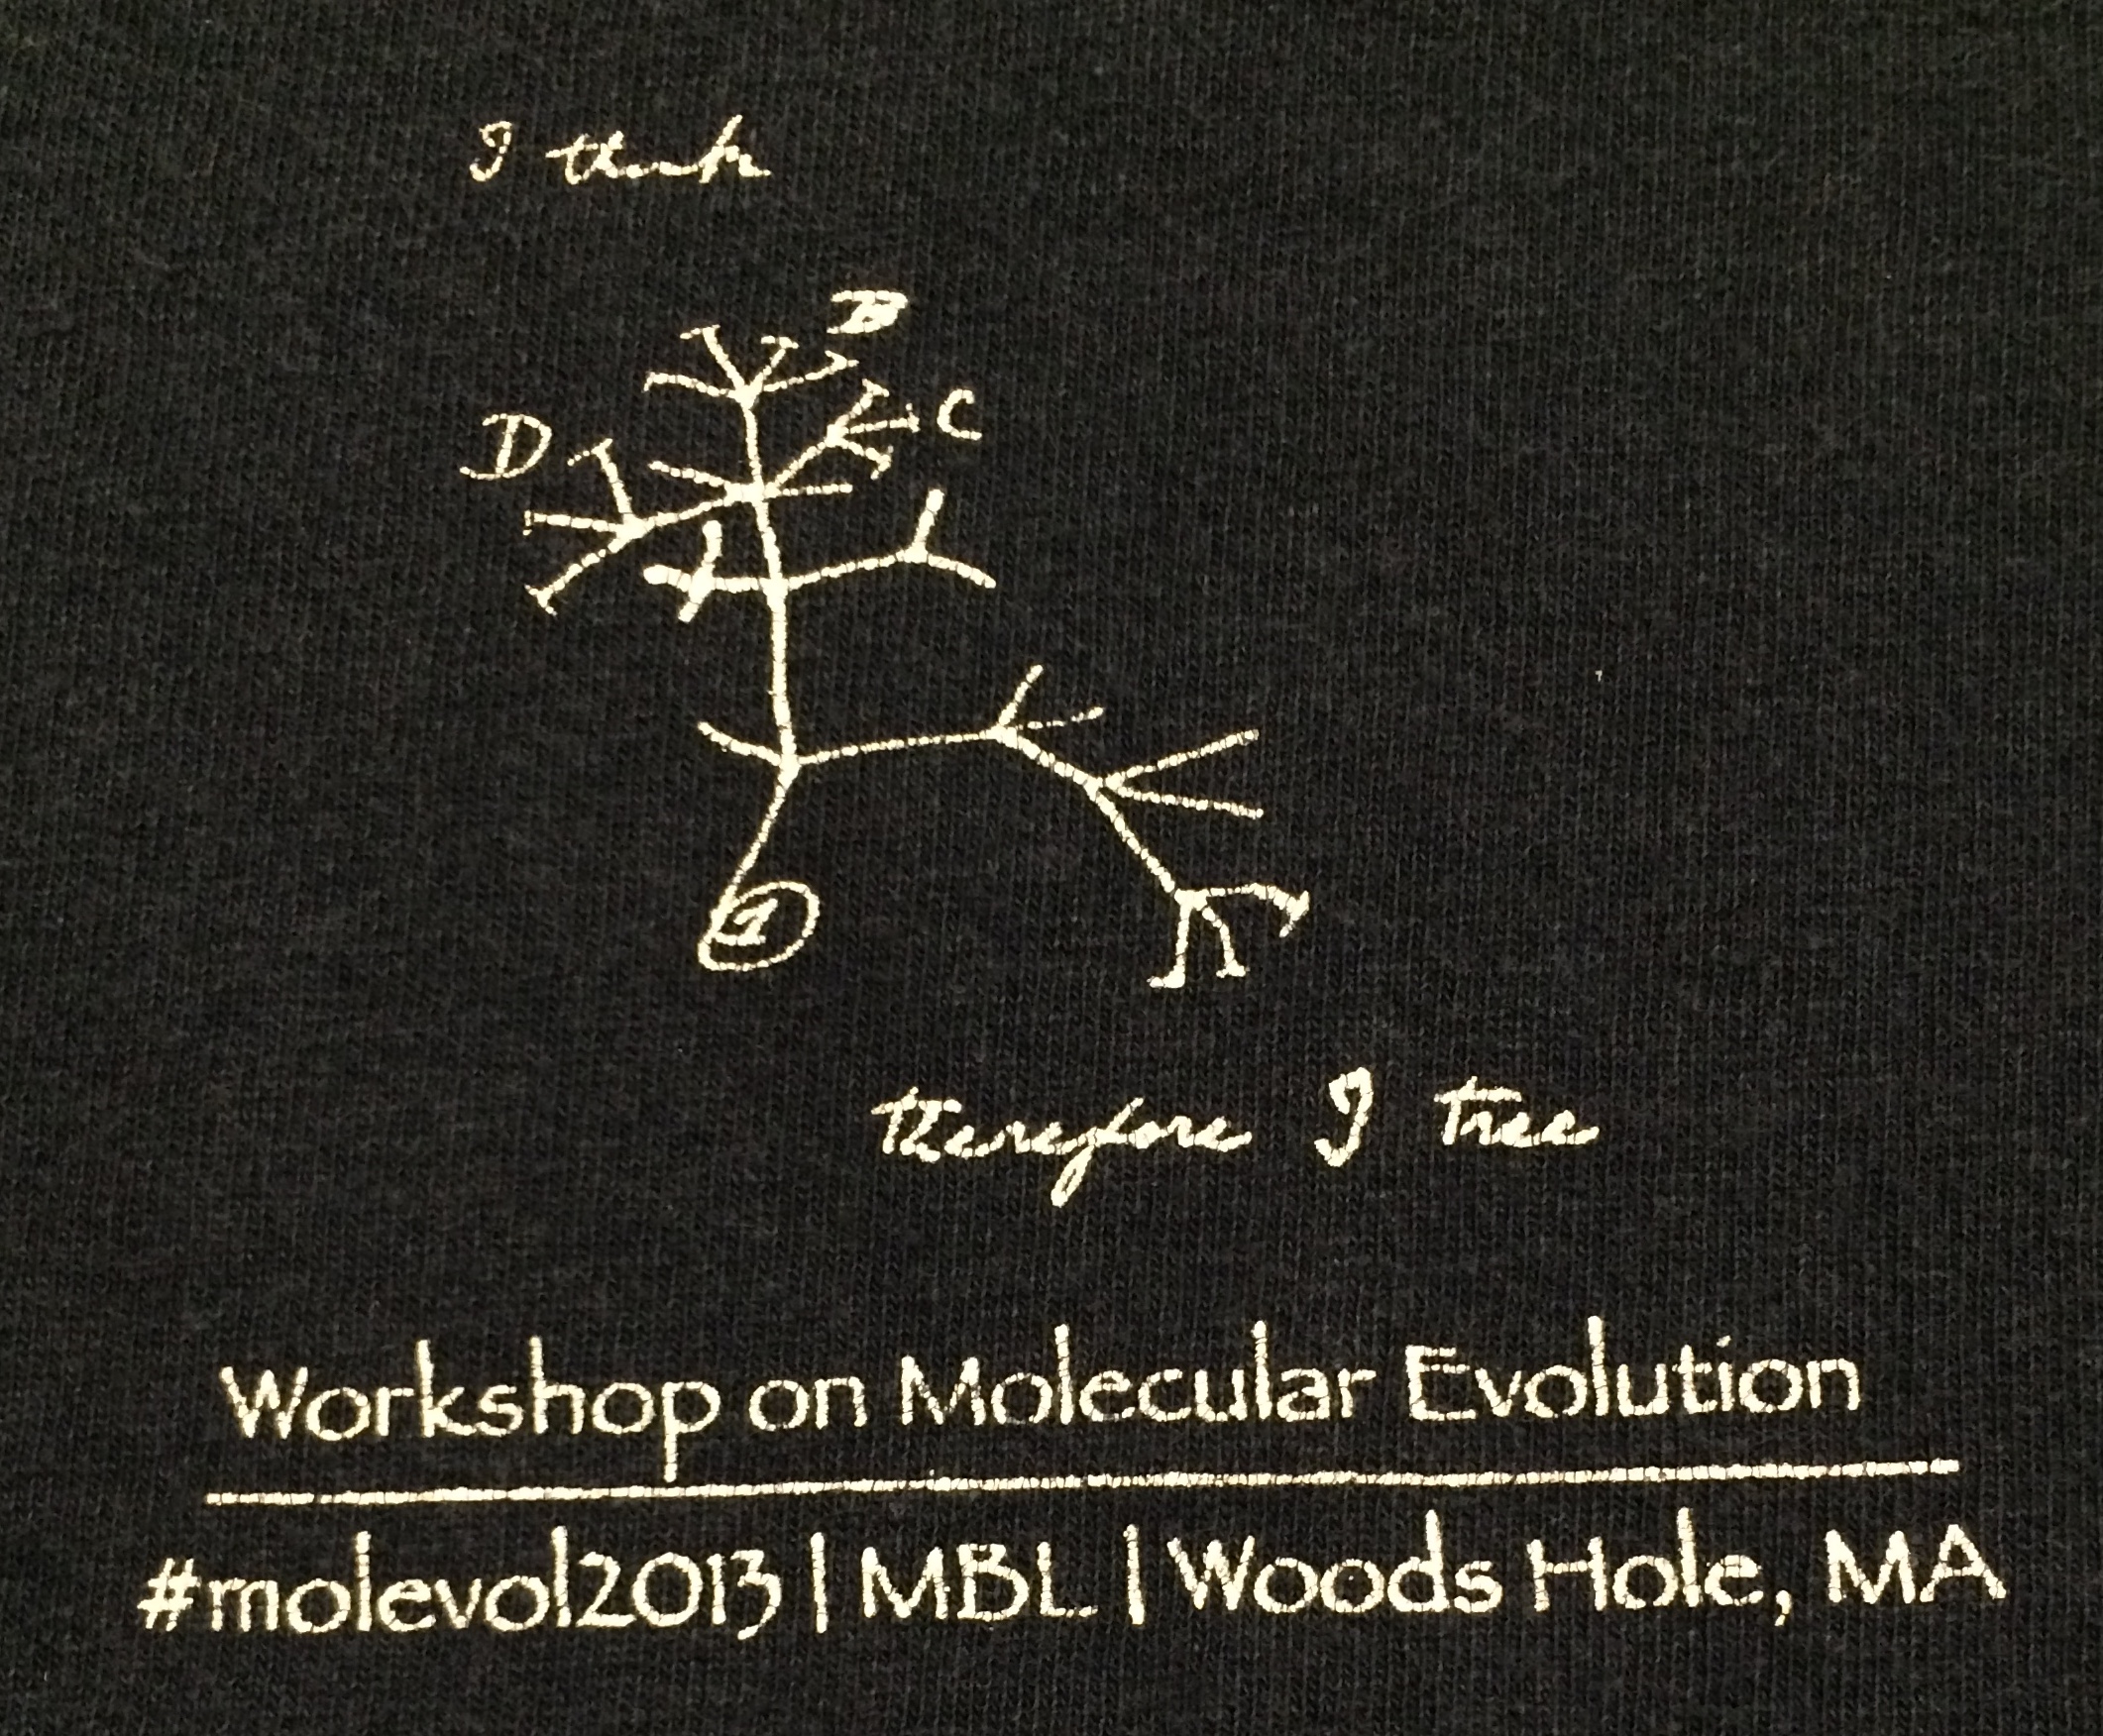 I think
B
C
D
1
therefore I tree
Workshop on Molecular Evolution
#molevol2013 | MBL | Woods Hole, MA